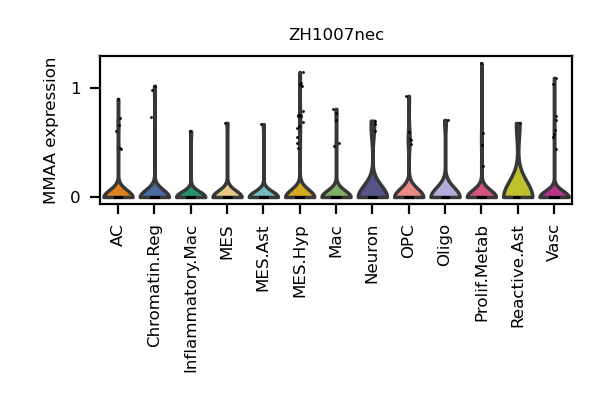 ZH1007nec
MMAA expression
1
0
AC
Chromatin.Reg
Inflammatory.Mac
MES
MES.Ast
MES.Hyp
Mac
Neuron
OPC
Oligo
Prolif.Metab
Reactive.Ast
Vasc